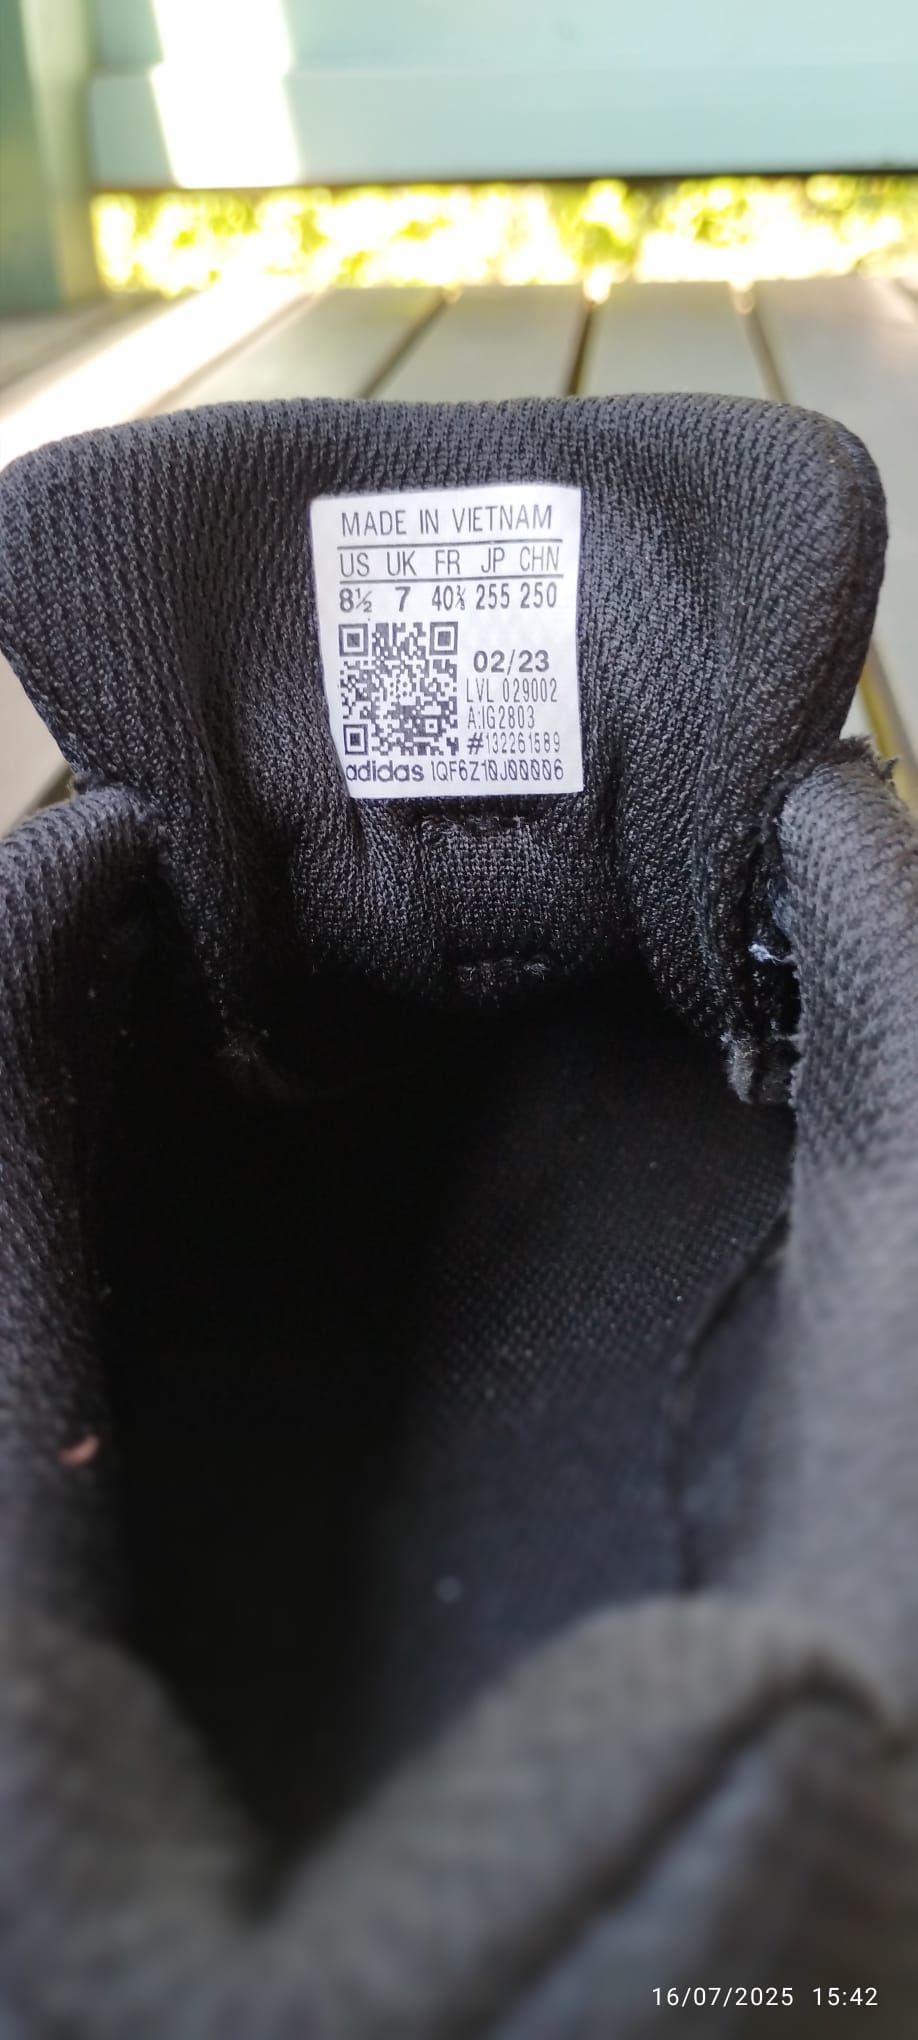 MADE IN VIETNAM
US UK FR JP CHN
8½ 7 40⅔ 255 250
02/23
LVL 029002
A:IG2803
#132261589
adidas 1QF6Z10J00006
16/07/2025 15:42